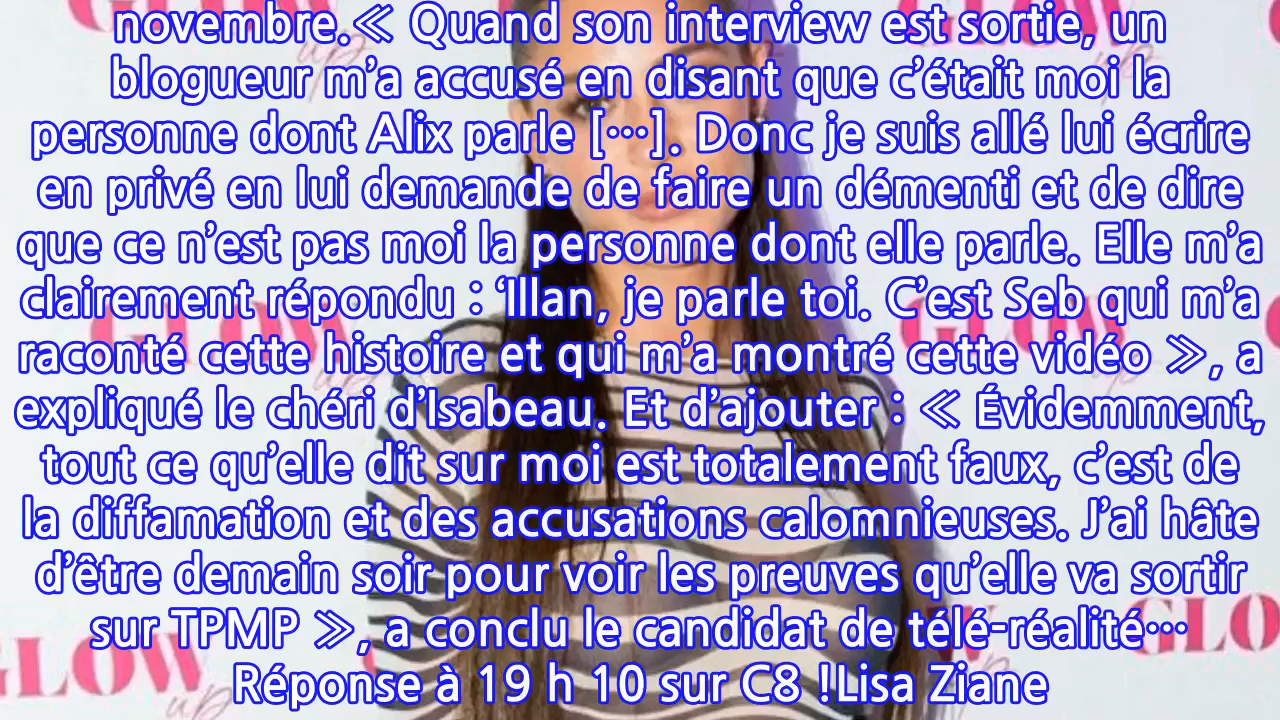 novembre.≪ Quand son interview est sortie, un
blogueur m’a accusé en disant que c’était moi la
personne dont Alix parle [⋯]. Donc je suis allé lui écrire
en privé en lui demande de faire un démenti et de dire
que ce n’est pas moi la personne dont elle parle. Elle m’a
clairement répondu : ‘Illan, je parle toi. C’est Seb qui m’a
raconté cette histoire et qui m’a montré cette vidéo ≫, a
expliqué le chéri d’Isabeau. Et d’ajouter : ≪ Évidemment,
tout ce qu’elle dit sur moi est totalement faux, c’est de
la diffamation et des accusations calomnieuses. J’ai hâte
d’être demain soir pour voir les preuves qu’elle va sortir
sur TPMP ≫, a conclu le candidat de télé-réalité⋯
Réponse à 19 h 10 sur C8 !Lisa Ziane
GLOW
up
GLOW
GLOW
up